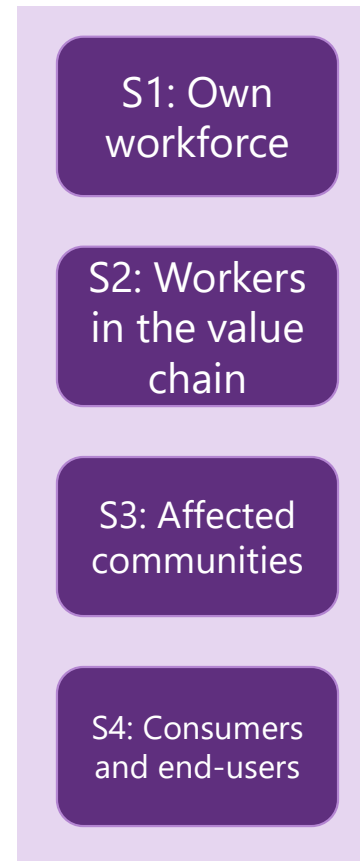 S1: Own
workforce
S2: Workers
in the value
chain
S3: Affected
communities
S4: Consumers
and end-users